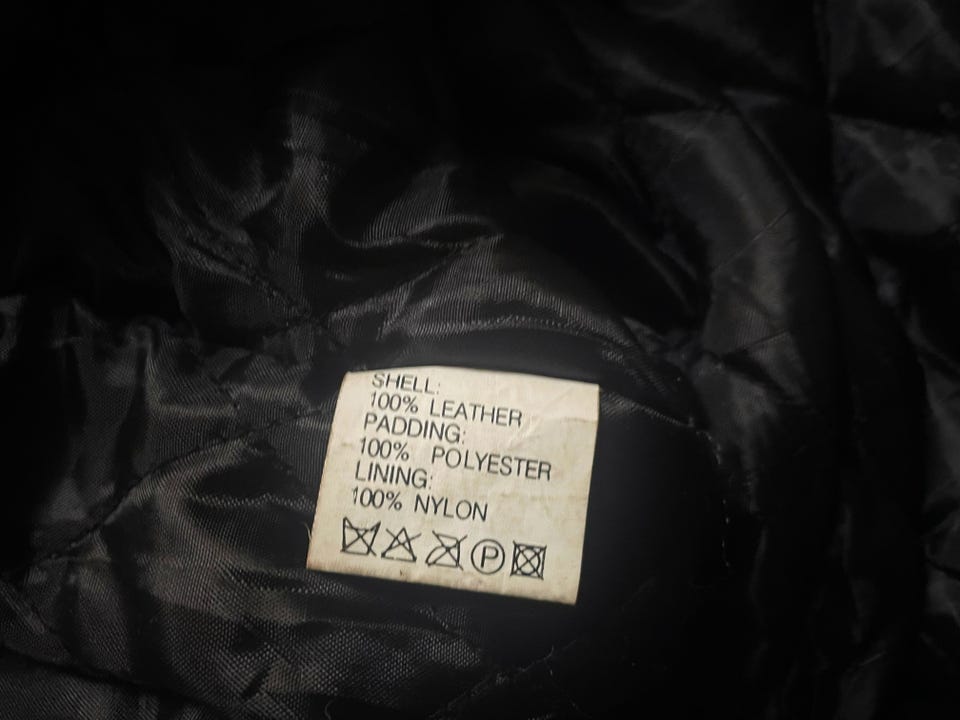 SHELL:
100% LEATHER
PADDING:
100% POLYESTER
LINING:
100% NYLON
P